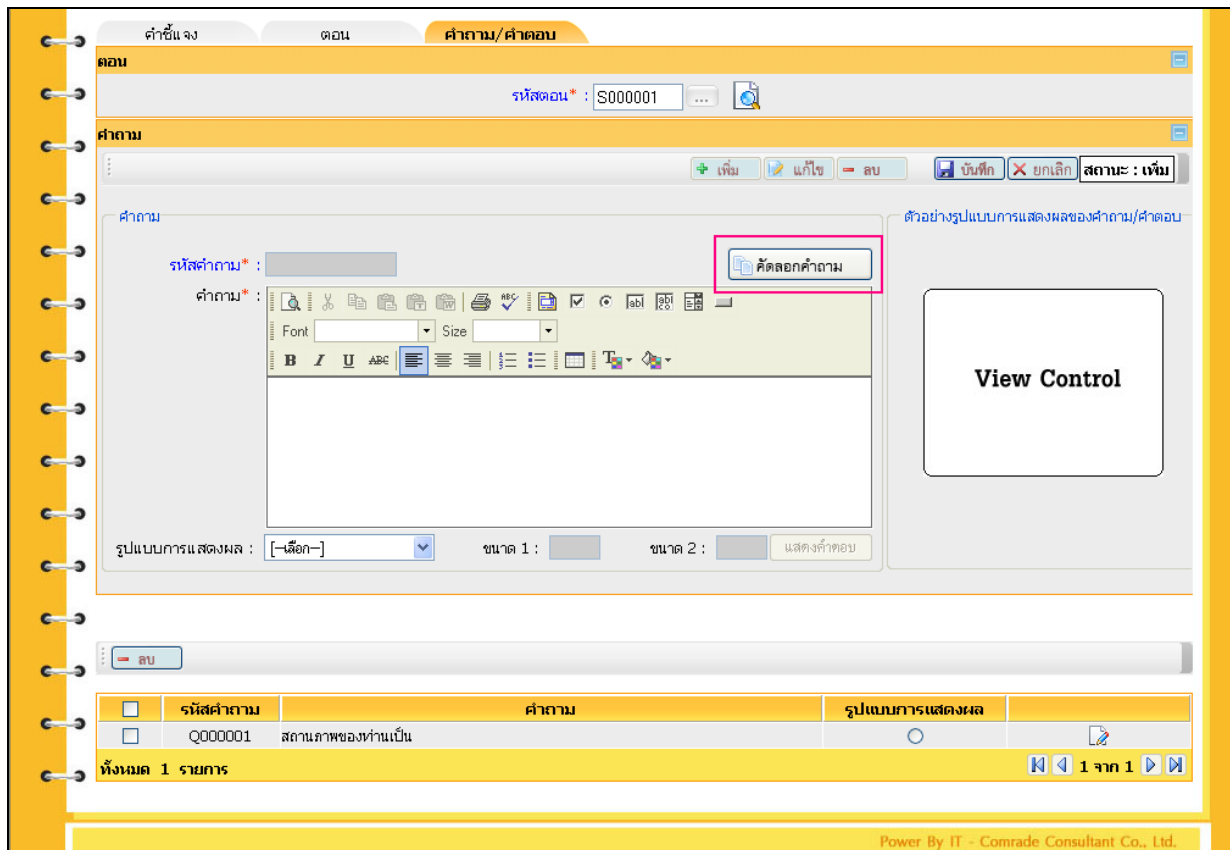 คำชี้แจง ตอน คำถาม/คำตอบ
ตอน
รหัสตอน* : S000001 ...
คำถาม
เพิ่ม แก้ไข ลบ บันทึก ยกเลิก สถานะ : เพิ่ม
คำถาม ตัวอย่างรูปแบบการแสดงผลของคำถาม/คำตอบ
รหัสคำถาม* : คัดลอกคำถาม
คำถาม* : ABC abl
Font Size
B I U ABC
View Control
รูปแบบการแสดงผล : [--เลือก--] ขนาด 1 : ขนาด 2 : แสดงคำตอบ
ลบ
รหัสคำถาม คำถาม รูปแบบการแสดงผล
Q000001 สถานภาพของท่านเป็น
ทั้งหมด 1 รายการ 1 จาก 1
Power By IT - Comrade Consultant Co., Ltd.